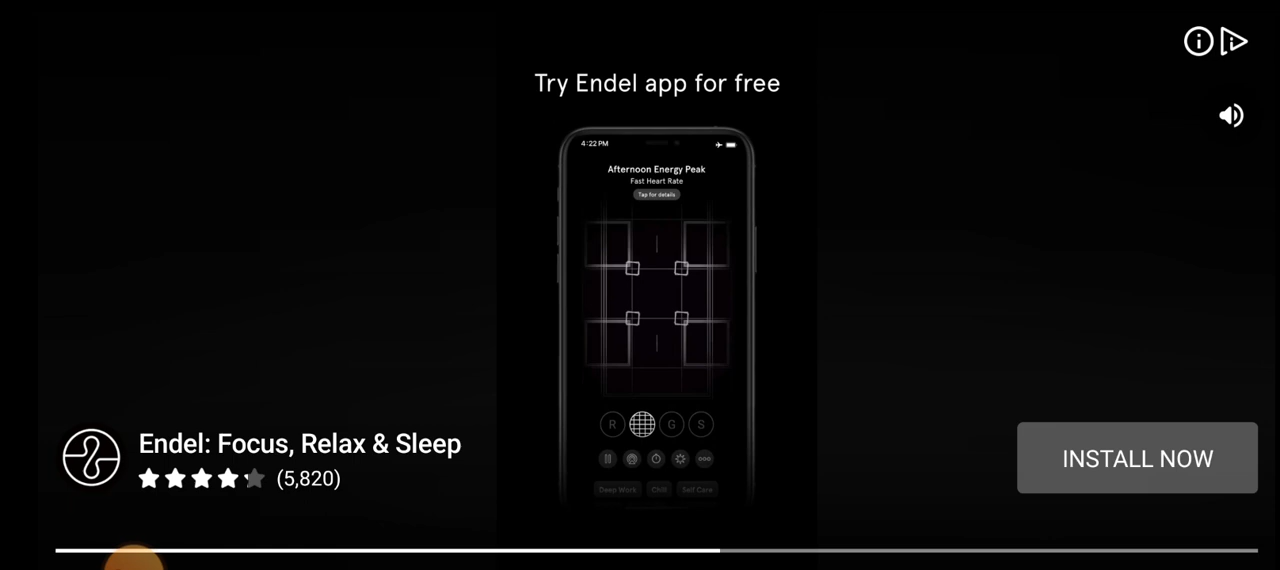 Try Endel app for free
4:22 PM
Afternoon Energy Peak
Fast Heart Rate
Tap for details
R G S
Deep Work Chill Self Care
Endel: Focus, Relax & Sleep
(5,820)
INSTALL NOW